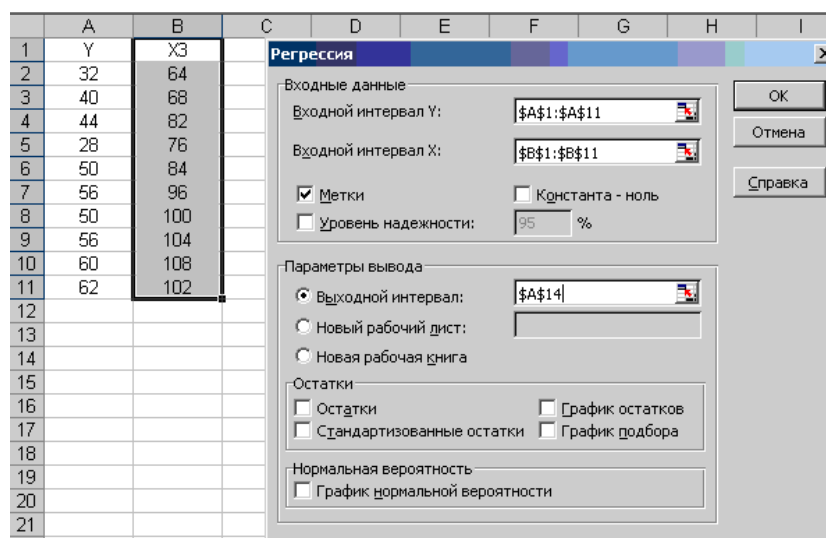 A B C D E F G H I
1 Y X3
2 32 64
3 40 68
4 44 82
5 28 76
6 50 84
7 56 96
8 50 100
9 56 104
10 60 108
11 62 102
12
13
14
15
16
17
18
19
20
21
Регрессия
Входные данные
Входной интервал Y: $A$1:$A$11
Входной интервал X: $B$1:$B$11
Метки Константа - ноль
Уровень надежности: 95 %
Параметры вывода
Выходной интервал: $A$14
Новый рабочий лист:
Новая рабочая книга
Остатки
Остатки График остатков
Стандартизованные остатки График подбора
Нормальная вероятность
График нормальной вероятности
ОК
Отмена
Справка